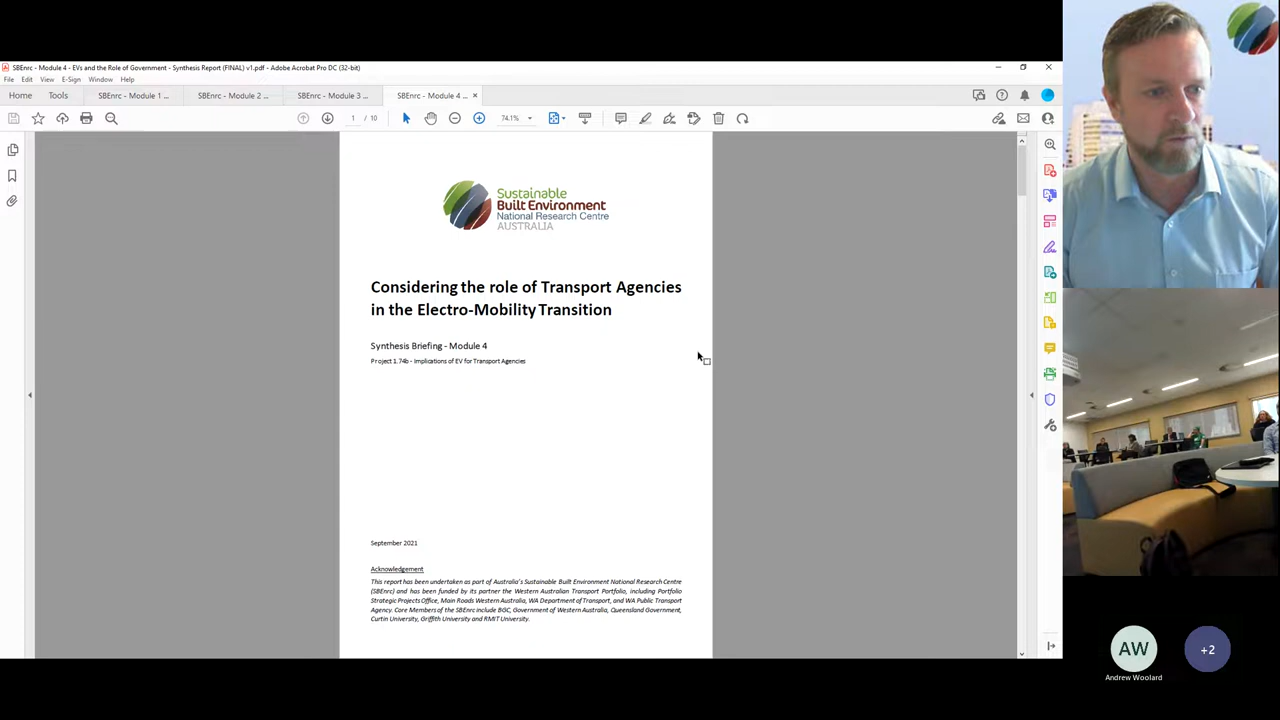 SBEnrc - Module 4 - EVs and the Role of Government - Synthesis Report (FINAL) v1.pdf - Adobe Acrobat Pro DC (32-bit)
File Edit View E-Sign Window Help
Home Tools SBEnrc - Module 1 ... SBEnrc - Module 2 ... SBEnrc - Module 3 ... SBEnrc - Module 4 ... ×
1 / 10 74.1%
Sustainable
Built Environment
National Research Centre
AUSTRALIA
Considering the role of Transport Agencies
in the Electro-Mobility Transition
Synthesis Briefing - Module 4
Project 1.74b - Implications of EV for Transport Agencies
September 2021
Acknowledgement
This report has been undertaken as part of Australia's Sustainable Built Environment National Research Centre
(SBEnrc) and has been funded by its partner the Western Australian Transport Portfolio, including Portfolio
Strategic Projects Office, Main Roads Western Australia, WA Department of Transport, and WA Public Transport
Agency. Core Members of the SBEnrc include BGC, Government of Western Australia, Queensland Government,
Curtin University, Griffith University and RMIT University.
AW
+2
Andrew Woolard